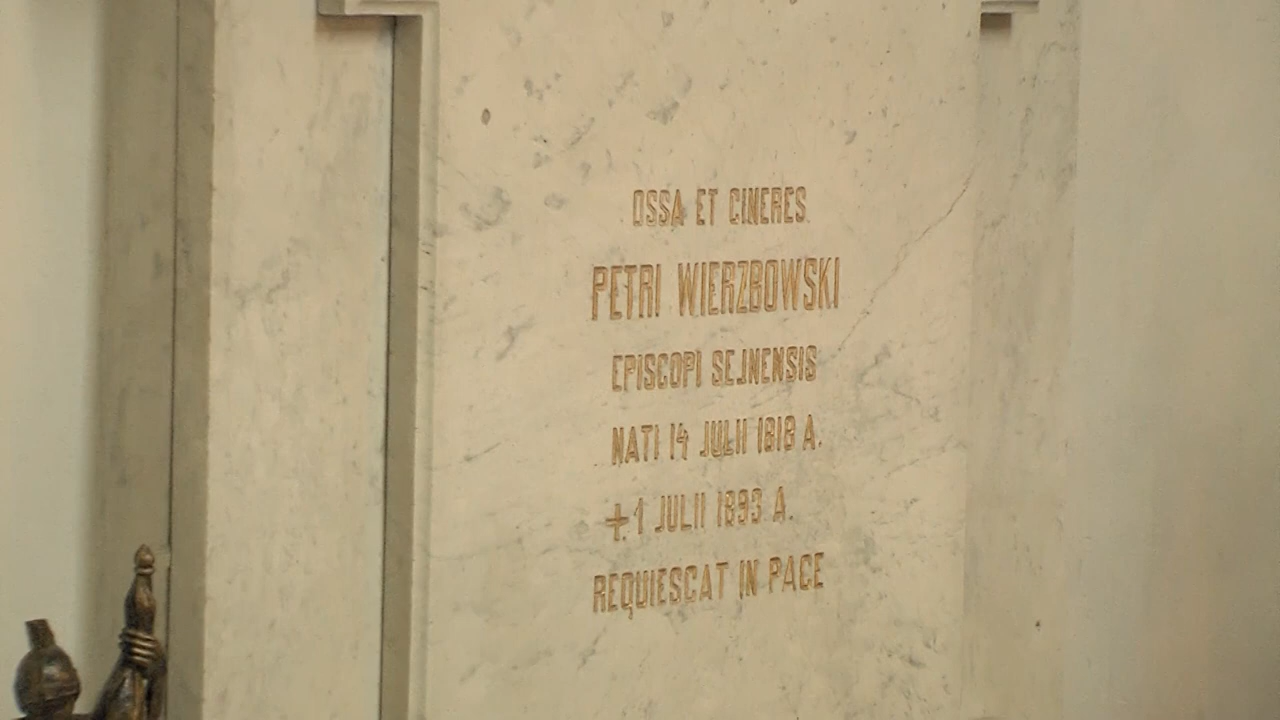 OSSA ET CINERES
PETRI WIERZBOWSKI
EPISCOPI SEJNENSIS
NATI 14 JULII 1818 A.
+ 1 JULII 1893 A.
REQUIESCAT IN PACE